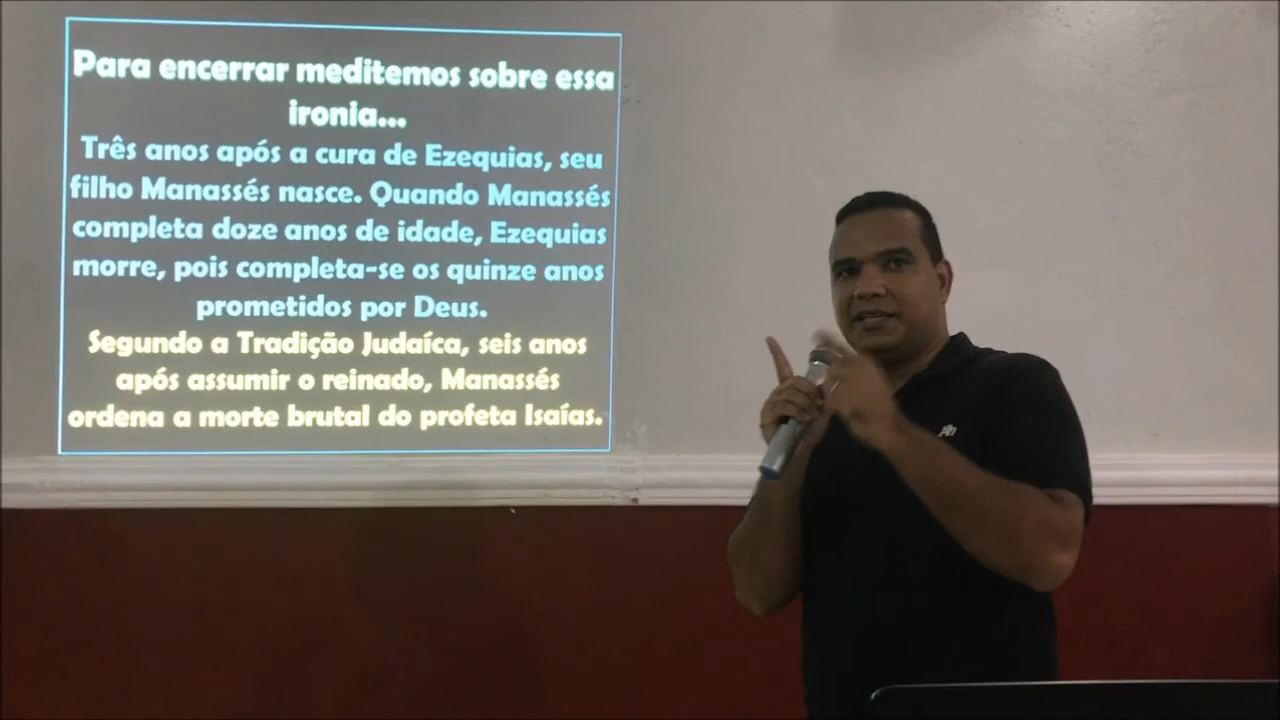 Para encerrar meditemos sobre essa
ironia...
Três anos após a cura de Ezequias, seu
filho Manassés nasce. Quando Manassés
completa doze anos de idade, Ezequias
morre, pois completa-se os quinze anos
prometidos por Deus.
Segundo a Tradição Judaíca, seis anos
após assumir o reinado, Manassés
ordena a morte brutal do profeta Isaías.